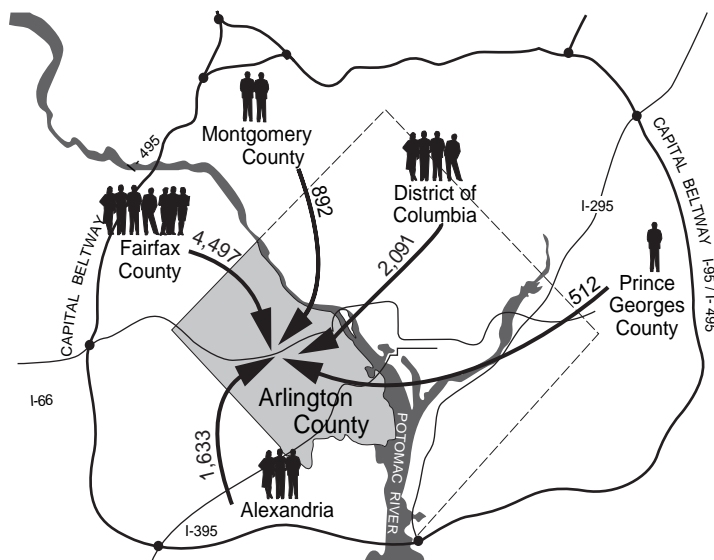 I- 495
Montgomery
County
892
District of
Columbia
2,091
CAPITAL BELTWAY
I-95 / I- 495
I-295
Fairfax
County
4,497
CAPITAL BELTWAY
512
Prince
Georges
County
I-66
Arlington
County
1,633
POTOMAC RIVER
Alexandria
I-395